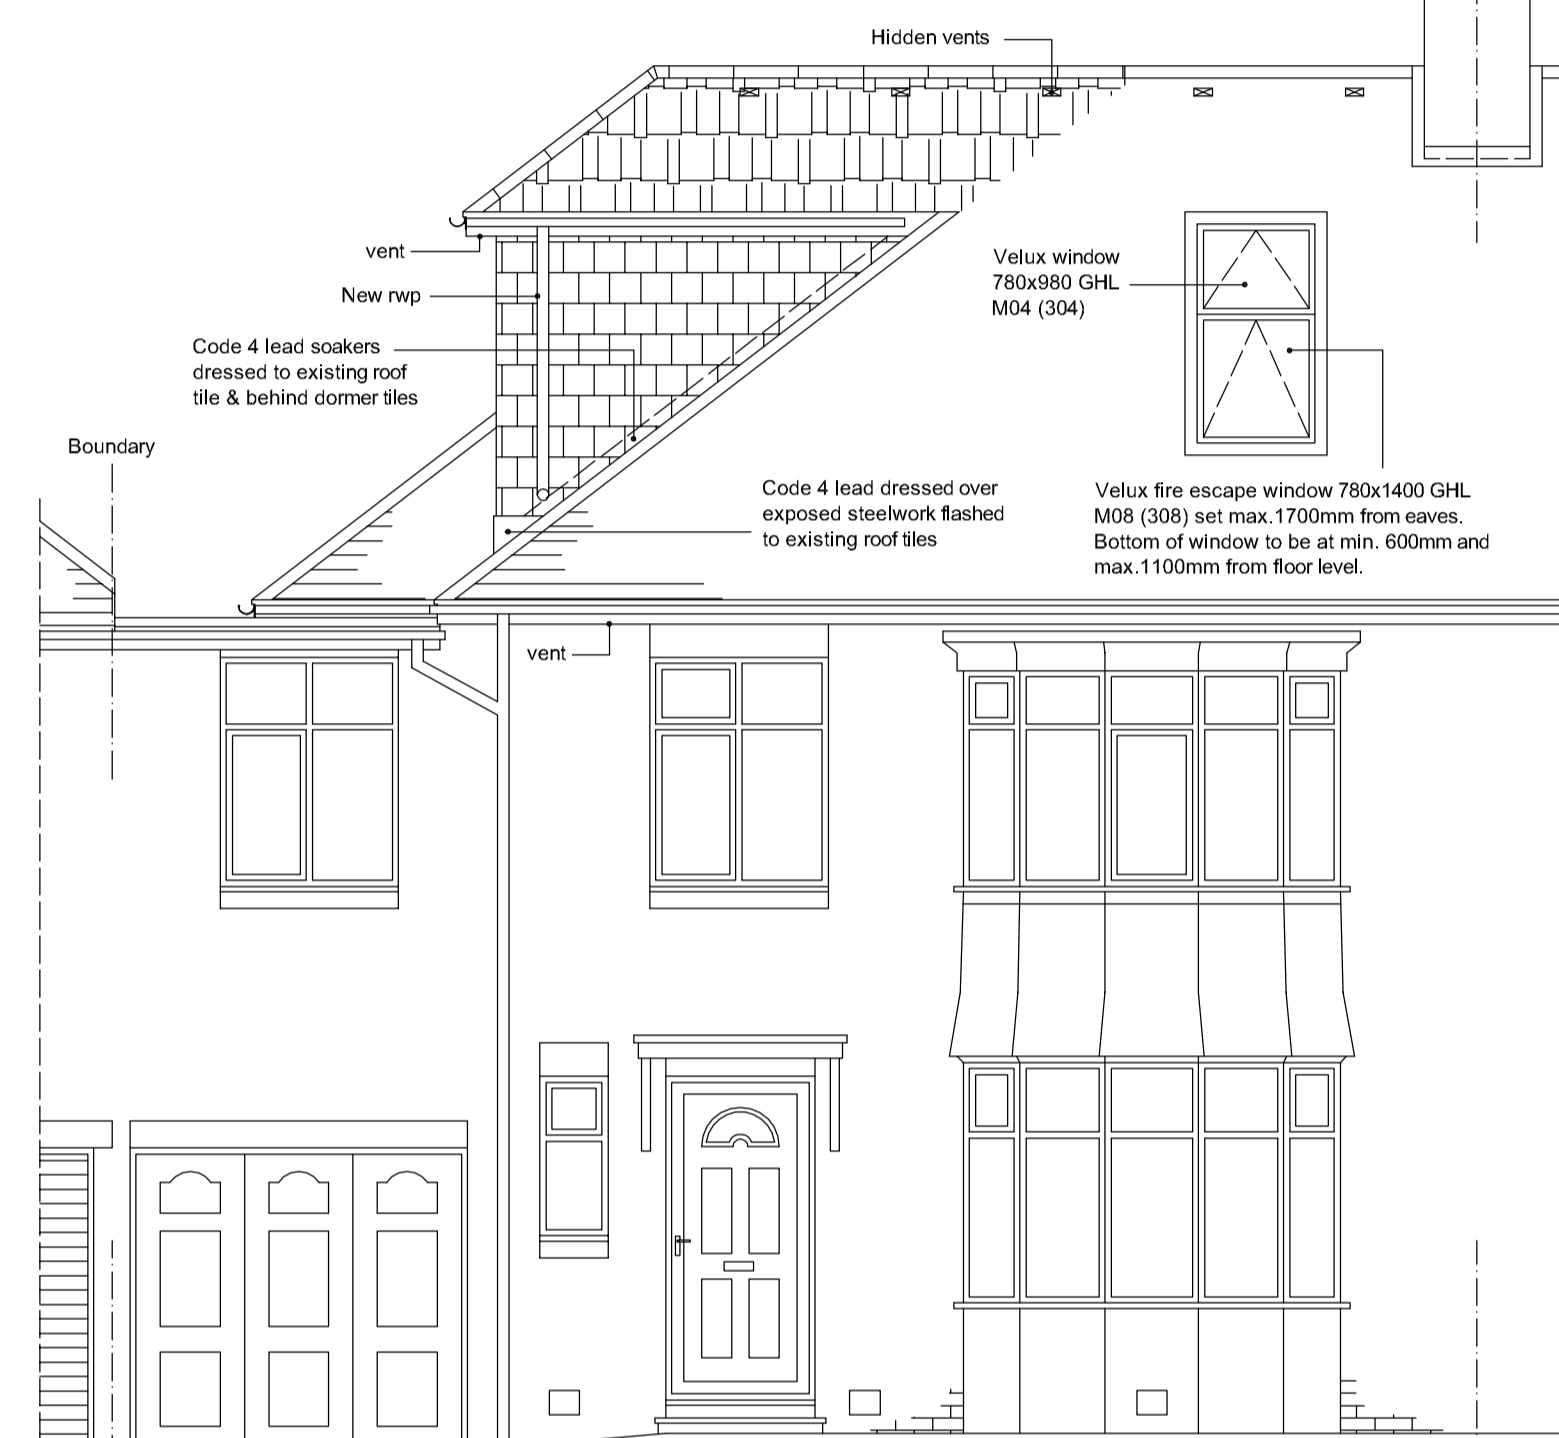 Hidden vents
vent
New rwp
Code 4 lead soakers
dressed to existing roof
tile & behind dormer tiles
Boundary
Velux window
780x980 GHL
M04 (304)
Code 4 lead dressed over
exposed steelwork flashed
to existing roof tiles
Velux fire escape window 780x1400 GHL
M08 (308) set max.1700mm from eaves.
Bottom of window to be at min. 600mm and
max.1100mm from floor level.
vent